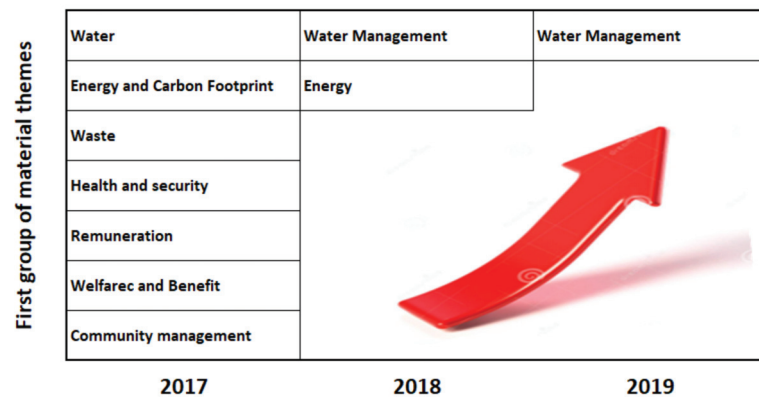 First group of material themes
Water Water Management Water Management
Energy and Carbon Footprint Energy
Waste
Health and security
Remuneration
Welfarec and Benefit
Community management
2017 2018 2019